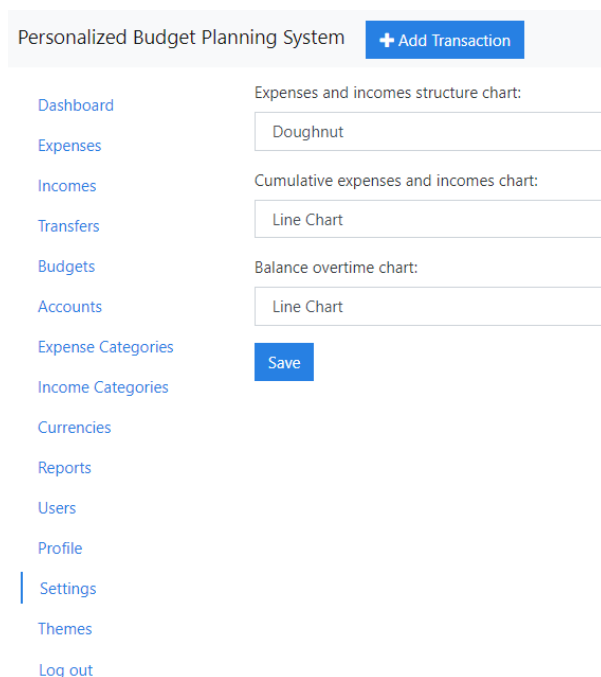 Personalized Budget Planning System
+ Add Transaction
Dashboard
Expenses
Incomes
Transfers
Budgets
Accounts
Expense Categories
Income Categories
Currencies
Reports
Users
Profile
Settings
Themes
Log out
Expenses and incomes structure chart:
Doughnut
Cumulative expenses and incomes chart:
Line Chart
Balance overtime chart:
Line Chart
Save